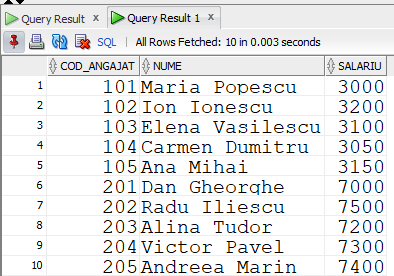 Query Result × Query Result 1 ×
SQL | All Rows Fetched: 10 in 0.003 seconds
COD_ANGAJAT NUME SALARIU
1 101 Maria Popescu 3000
2 102 Ion Ionescu 3200
3 103 Elena Vasilescu 3100
4 104 Carmen Dumitru 3050
5 105 Ana Mihai 3150
6 201 Dan Gheorghe 7000
7 202 Radu Iliescu 7500
8 203 Alina Tudor 7200
9 204 Victor Pavel 7300
10 205 Andreea Marin 7400